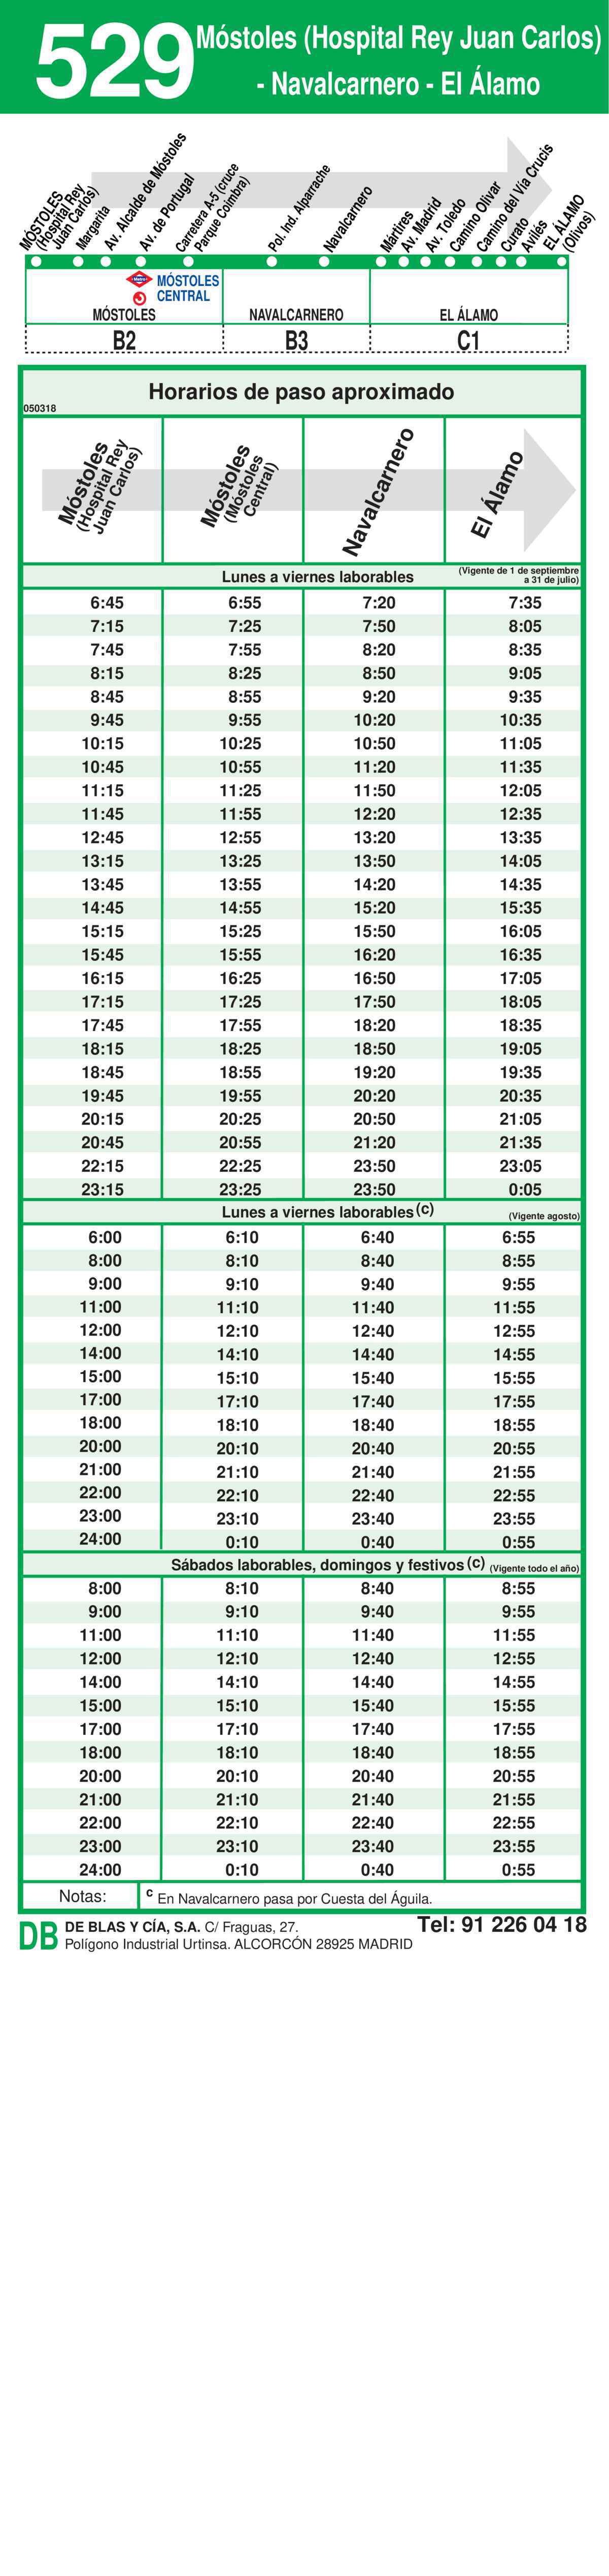 529 Móstoles (Hospital Rey Juan Carlos)
- Navalcarnero - El Álamo
MÓSTOLES (Hospital Rey Juan Carlos)
Margarita
Av. Alcalde de Móstoles
Av. de Portugal
Carretera A-5 (cruce Parque Coimbra)
Pol. Ind. Alparrache
Navalcarnero
Mártires
Av. Madrid
Av. Toledo
Camino Olivar
Camino del Vía Crucis
Curato
Avilés
EL ÁLAMO (Olivos)
Metro
MÓSTOLES
CENTRAL
MÓSTOLES NAVALCARNERO EL ÁLAMO
B2 B3 C1
Horarios de paso aproximado
050318
Móstoles (Hospital Rey Juan Carlos)
Móstoles (Móstoles Central)
Navalcarnero
El Álamo
Lunes a viernes laborables (Vigente de 1 de septiembre a 31 de julio)
6:45 6:55 7:20 7:35
7:15 7:25 7:50 8:05
7:45 7:55 8:20 8:35
8:15 8:25 8:50 9:05
8:45 8:55 9:20 9:35
9:45 9:55 10:20 10:35
10:15 10:25 10:50 11:05
10:45 10:55 11:20 11:35
11:15 11:25 11:50 12:05
11:45 11:55 12:20 12:35
12:45 12:55 13:20 13:35
13:15 13:25 13:50 14:05
13:45 13:55 14:20 14:35
14:45 14:55 15:20 15:35
15:15 15:25 15:50 16:05
15:45 15:55 16:20 16:35
16:15 16:25 16:50 17:05
17:15 17:25 17:50 18:05
17:45 17:55 18:20 18:35
18:15 18:25 18:50 19:05
18:45 18:55 19:20 19:35
19:45 19:55 20:20 20:35
20:15 20:25 20:50 21:05
20:45 20:55 21:20 21:35
22:15 22:25 23:50 23:05
23:15 23:25 23:50 0:05
Lunes a viernes laborables (c) (Vigente agosto)
6:00 6:10 6:40 6:55
8:00 8:10 8:40 8:55
9:00 9:10 9:40 9:55
11:00 11:10 11:40 11:55
12:00 12:10 12:40 12:55
14:00 14:10 14:40 14:55
15:00 15:10 15:40 15:55
17:00 17:10 17:40 17:55
18:00 18:10 18:40 18:55
20:00 20:10 20:40 20:55
21:00 21:10 21:40 21:55
22:00 22:10 22:40 22:55
23:00 23:10 23:40 23:55
24:00 0:10 0:40 0:55
Sábados laborables, domingos y festivos (c) (Vigente todo el año)
8:00 8:10 8:40 8:55
9:00 9:10 9:40 9:55
11:00 11:10 11:40 11:55
12:00 12:10 12:40 12:55
14:00 14:10 14:40 14:55
15:00 15:10 15:40 15:55
17:00 17:10 17:40 17:55
18:00 18:10 18:40 18:55
20:00 20:10 20:40 20:55
21:00 21:10 21:40 21:55
22:00 22:10 22:40 22:55
23:00 23:10 23:40 23:55
24:00 0:10 0:40 0:55
Notas: c En Navalcarnero pasa por Cuesta del Águila.
DB DE BLAS Y CÍA, S.A. C/ Fraguas, 27. Tel: 91 226 04 18
Polígono Industrial Urtinsa. ALCORCÓN 28925 MADRID